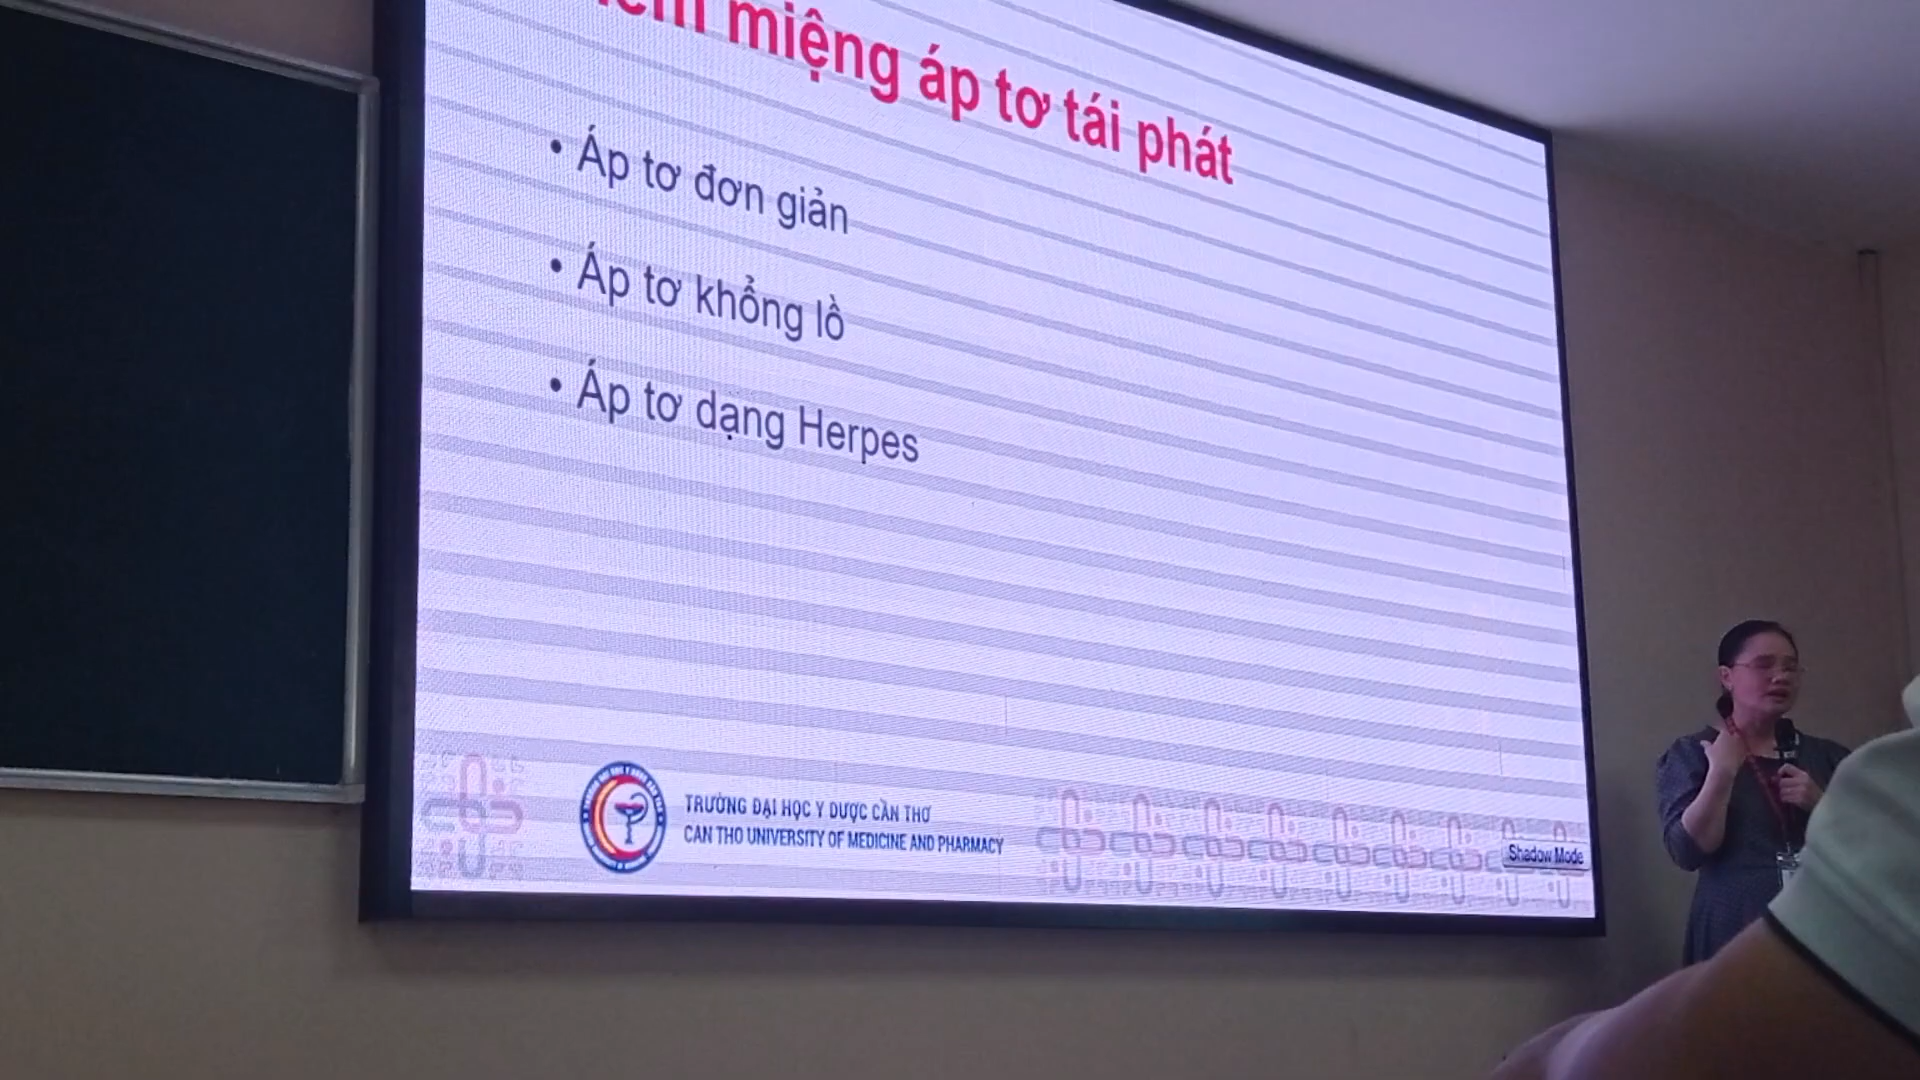 miệng áp tơ tái phát
• Áp tơ đơn giản
• Áp tơ khổng lồ
• Áp tơ dạng Herpes
TRƯỜNG ĐẠI HỌC Y DƯỢC CẦN THƠ
CAN THO UNIVERSITY OF MEDICINE AND PHARMACY
Shadow Mode